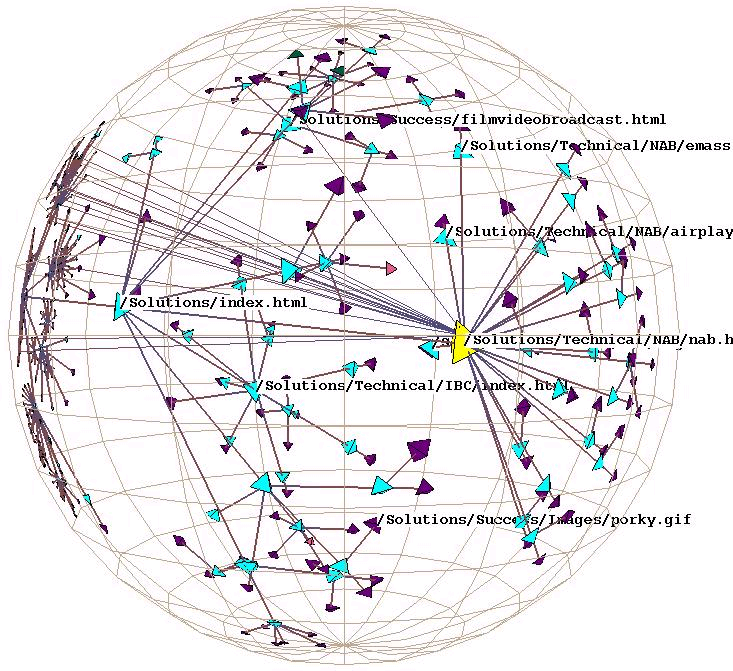 /Solutions/Success/filmvideobroadcast.html
/Solutions/Technical/NAB/emass
/Solutions/Technical/NAB/airplay
/Solutions/index.html
/Solutions/Technical/NAB/nab.h
/Solutions/Technical/IBC/index.html
/Solutions/Success/Images/porky.gif